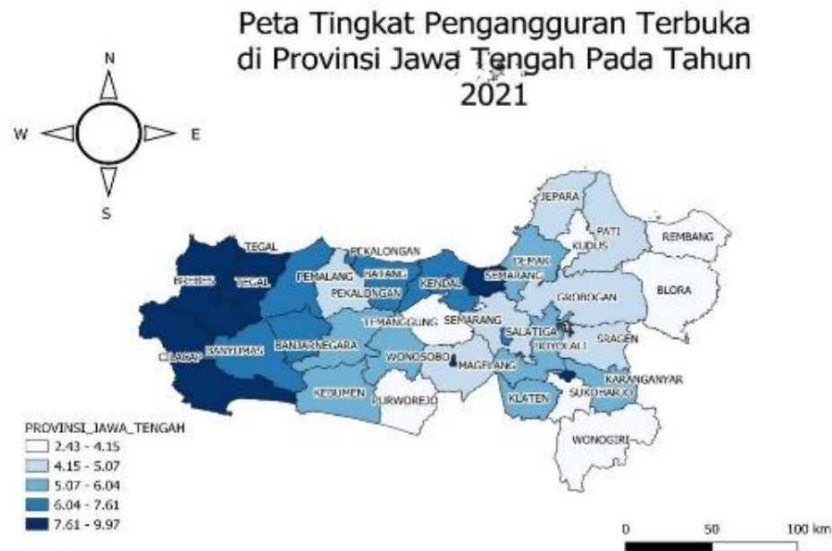 Peta Tingkat Pengangguran Terbuka
di Provinsi Jawa Tengah Pada Tahun
2021
N
W
E
S
JEPARA
PATI
KUDUS
REMBANG
TEGAL
PEKALONGAN
DEMAK
BREBES
TEGAL
PEMALANG
BATANG
KENDAL
SEMARANG
PEKALONGAN
GROBOGAN
BLORA
TEMANGGUNG
SEMARANG
SALATIGA
SRAGEN
CILACAP
BANYUMAS
BANJARNEGARA
BOYOLALI
WONOSOBO
MAGELANG
KARANGANYAR
KEBUMEN
PURWOREJO
KLATEN
SUKOHARJO
WONOGIRI
PROVINSI_JAWA_TENGAH
2.43 - 4.15
4.15 - 5.07
5.07 - 6.04
6.04 - 7.61
7.61 - 9.97
0 50 100 km